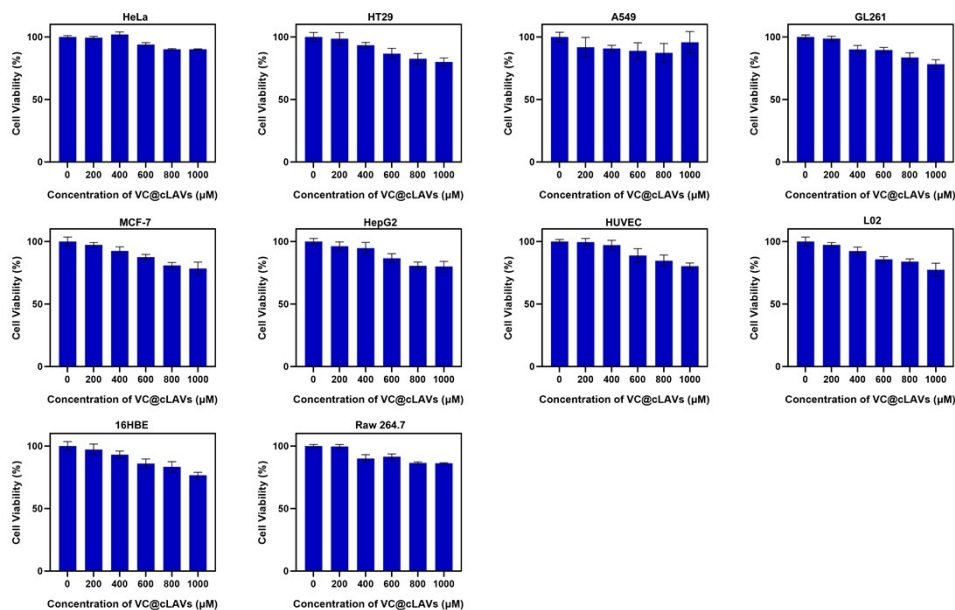 HeLa
Cell Viability (%)
100
50
0
0 200 400 600 800 1000
Concentration of VC@cLAVs (µM)
HT29
Cell Viability (%)
100
50
0
0 200 400 600 800 1000
Concentration of VC@cLAVs (µM)
A549
Cell Viability (%)
100
50
0
0 200 400 600 800 1000
Concentration of VC@cLAVs (µM)
GL261
Cell Viability (%)
100
50
0
0 200 400 600 800 1000
Concentration of VC@cLAVs (µM)
MCF-7
Cell Viability (%)
100
50
0
0 200 400 600 800 1000
Concentration of VC@cLAVs (µM)
HepG2
Cell Viability (%)
100
50
0
0 200 400 600 800 1000
Concentration of VC@cLAVs (µM)
HUVEC
Cell Viability (%)
100
50
0
0 200 400 600 800 1000
Concentration of VC@cLAVs (µM)
L02
Cell Viability (%)
100
50
0
0 200 400 600 800 1000
Concentration of VC@cLAVs (µM)
16HBE
Cell Viability (%)
100
50
0
0 200 400 600 800 1000
Concentration of VC@cLAVs (µM)
Raw 264.7
Cell Viability (%)
100
50
0
0 200 400 600 800 1000
Concentration of VC@cLAVs (µM)